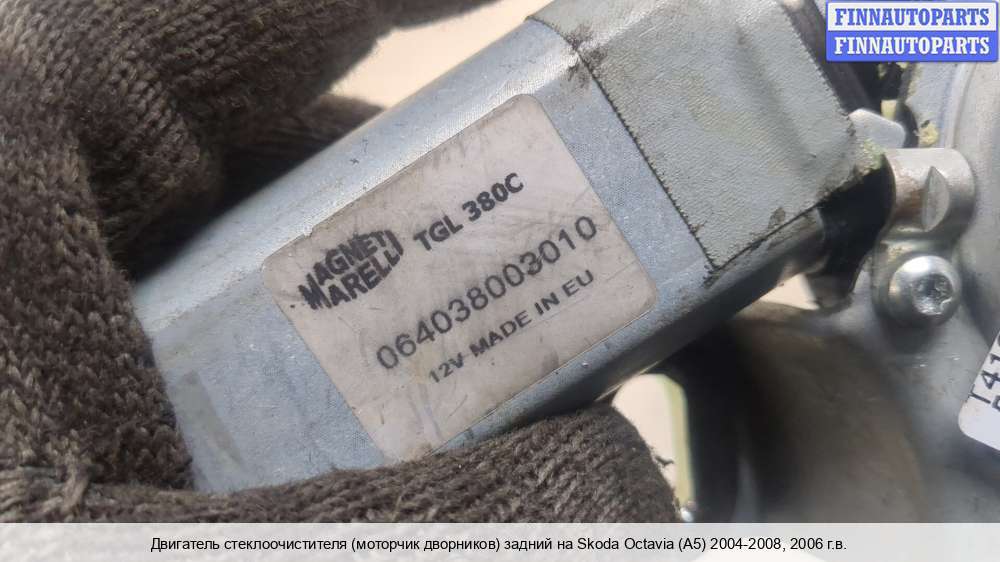 FINNAUTOPARTS
FINNAUTOPARTS
MAGNETI
MARELLI
TGL 380C
064038003010
12V MADE IN EU
Двигатель стеклоочистителя (моторчик дворников) задний на Skoda Octavia (A5) 2004-2008, 2006 г.в.